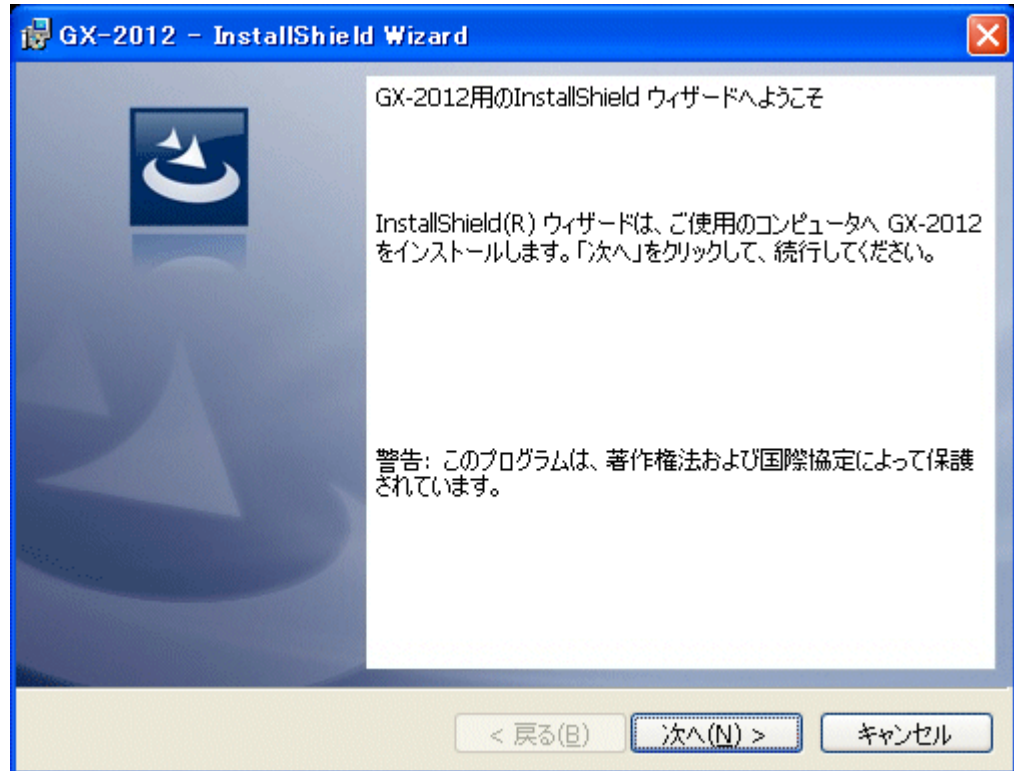 GX-2012 - InstallShield Wizard
GX-2012用のInstallShield ウィザードへようこそ
InstallShield(R) ウィザードは、ご使用のコンピュータへ GX-2012
をインストールします。「次へ」をクリックして、続行してください。
警告: このプログラムは、著作権法および国際協定によって保護
されています。
< 戻る(B)
次へ(N) >
キャンセル